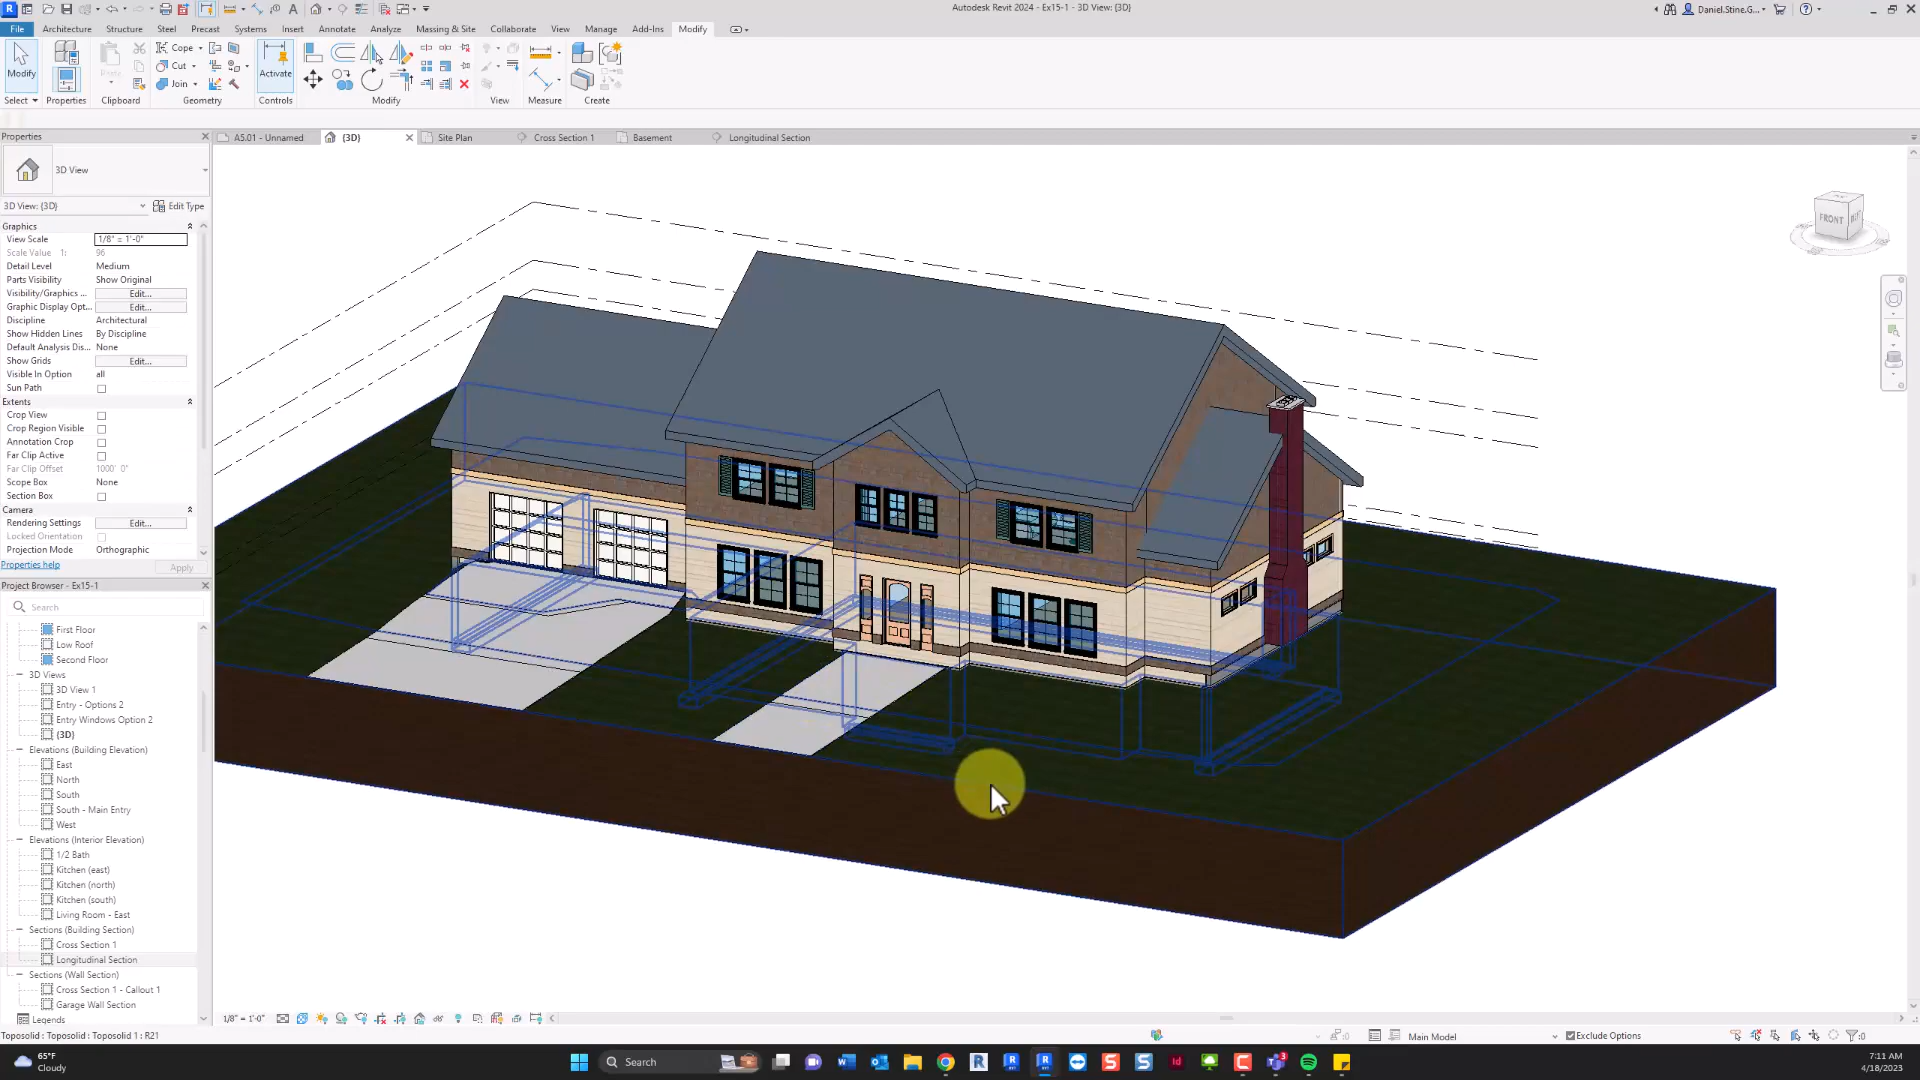 Autodesk Revit 2024 - Ex15-1 - 3D View: {3D}
Daniel.Stine.G...
File Architecture Structure Steel Precast Systems Insert Annotate Analyze Massing & Site Collaborate View Manage Add-Ins Modify
Modify
Select
Properties
Paste
Clipboard
Cope
Cut
Join
Geometry
Activate
Controls
Modify
View
Measure
Create
Properties
A5.01 - Unnamed
{3D}
Site Plan
Cross Section 1
Basement
Longitudinal Section
3D View
3D View: {3D}
Edit Type
Graphics
View Scale 1/8" = 1'-0"
Scale Value 1: 96
Detail Level Medium
Parts Visibility Show Original
Visibility/Graphics ... Edit...
Graphic Display Opt... Edit...
Discipline Architectural
Show Hidden Lines By Discipline
Default Analysis Dis... None
Show Grids Edit...
Visible In Option all
Sun Path
Extents
Crop View
Crop Region Visible
Annotation Crop
Far Clip Active
Far Clip Offset 1000' 0"
Scope Box None
Section Box
Camera
Rendering Settings Edit...
Locked Orientation
Projection Mode Orthographic
Properties help
Apply
Project Browser - Ex15-1
Search
First Floor
Low Roof
Second Floor
3D Views
3D View 1
Entry - Options 2
Entry Windows Option 2
{3D}
Elevations (Building Elevation)
East
North
South
South - Main Entry
West
Elevations (Interior Elevation)
1/2 Bath
Kitchen (east)
Kitchen (north)
Kitchen (south)
Living Room - East
Sections (Building Section)
Cross Section 1
Longitudinal Section
Sections (Wall Section)
Cross Section 1 - Callout 1
Garage Wall Section
Legends
FRONT
1/8" = 1'-0"
Toposolid : Toposolid : Toposolid 1 : R21
:0
Main Model
Exclude Options
:0
65°F
Cloudy
Search
7:11 AM
4/18/2023